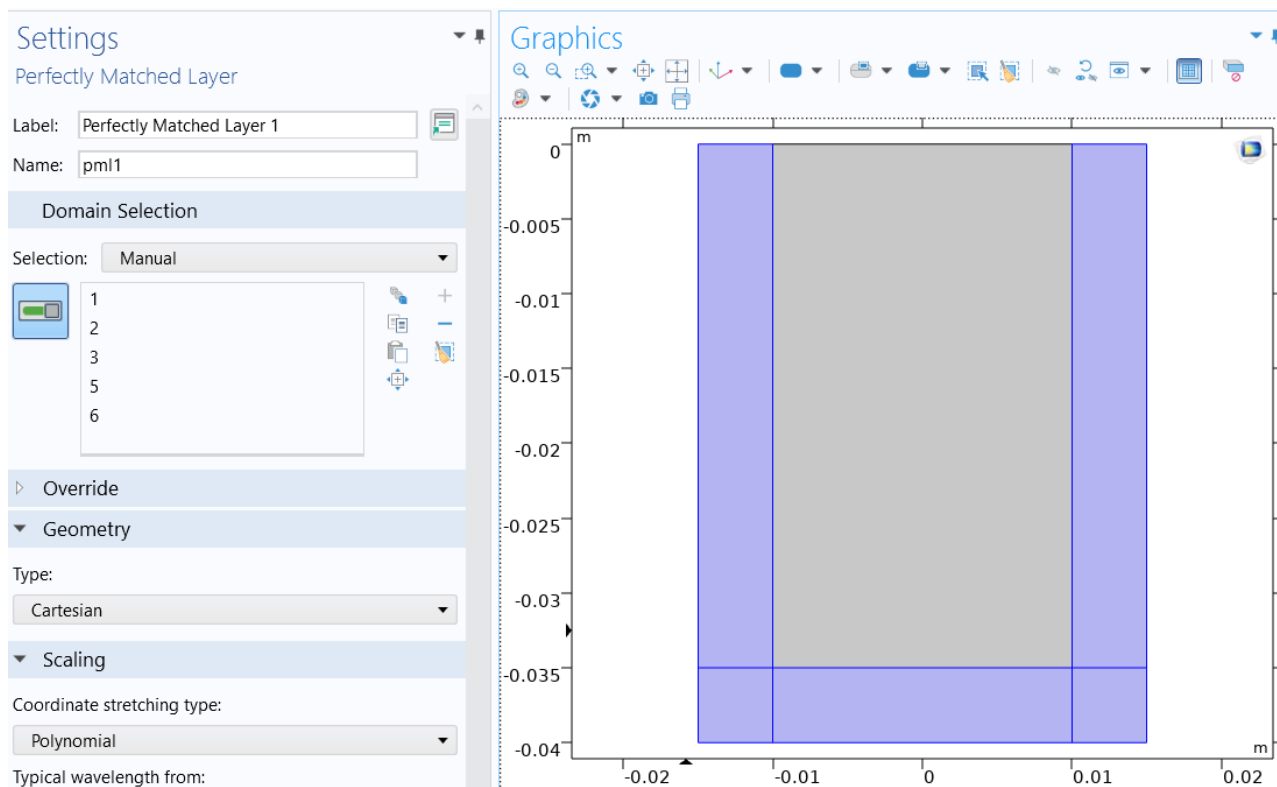 Settings
Perfectly Matched Layer
Label: Perfectly Matched Layer 1
Name: pml1
Domain Selection
Selection: Manual
1
2
3
5
6
Override
Geometry
Type:
Cartesian
Scaling
Coordinate stretching type:
Polynomial
Typical wavelength from:
Graphics
m
0
-0.005
-0.01
-0.015
-0.02
-0.025
-0.03
-0.035
-0.04
m
-0.02 -0.01 0 0.01 0.02